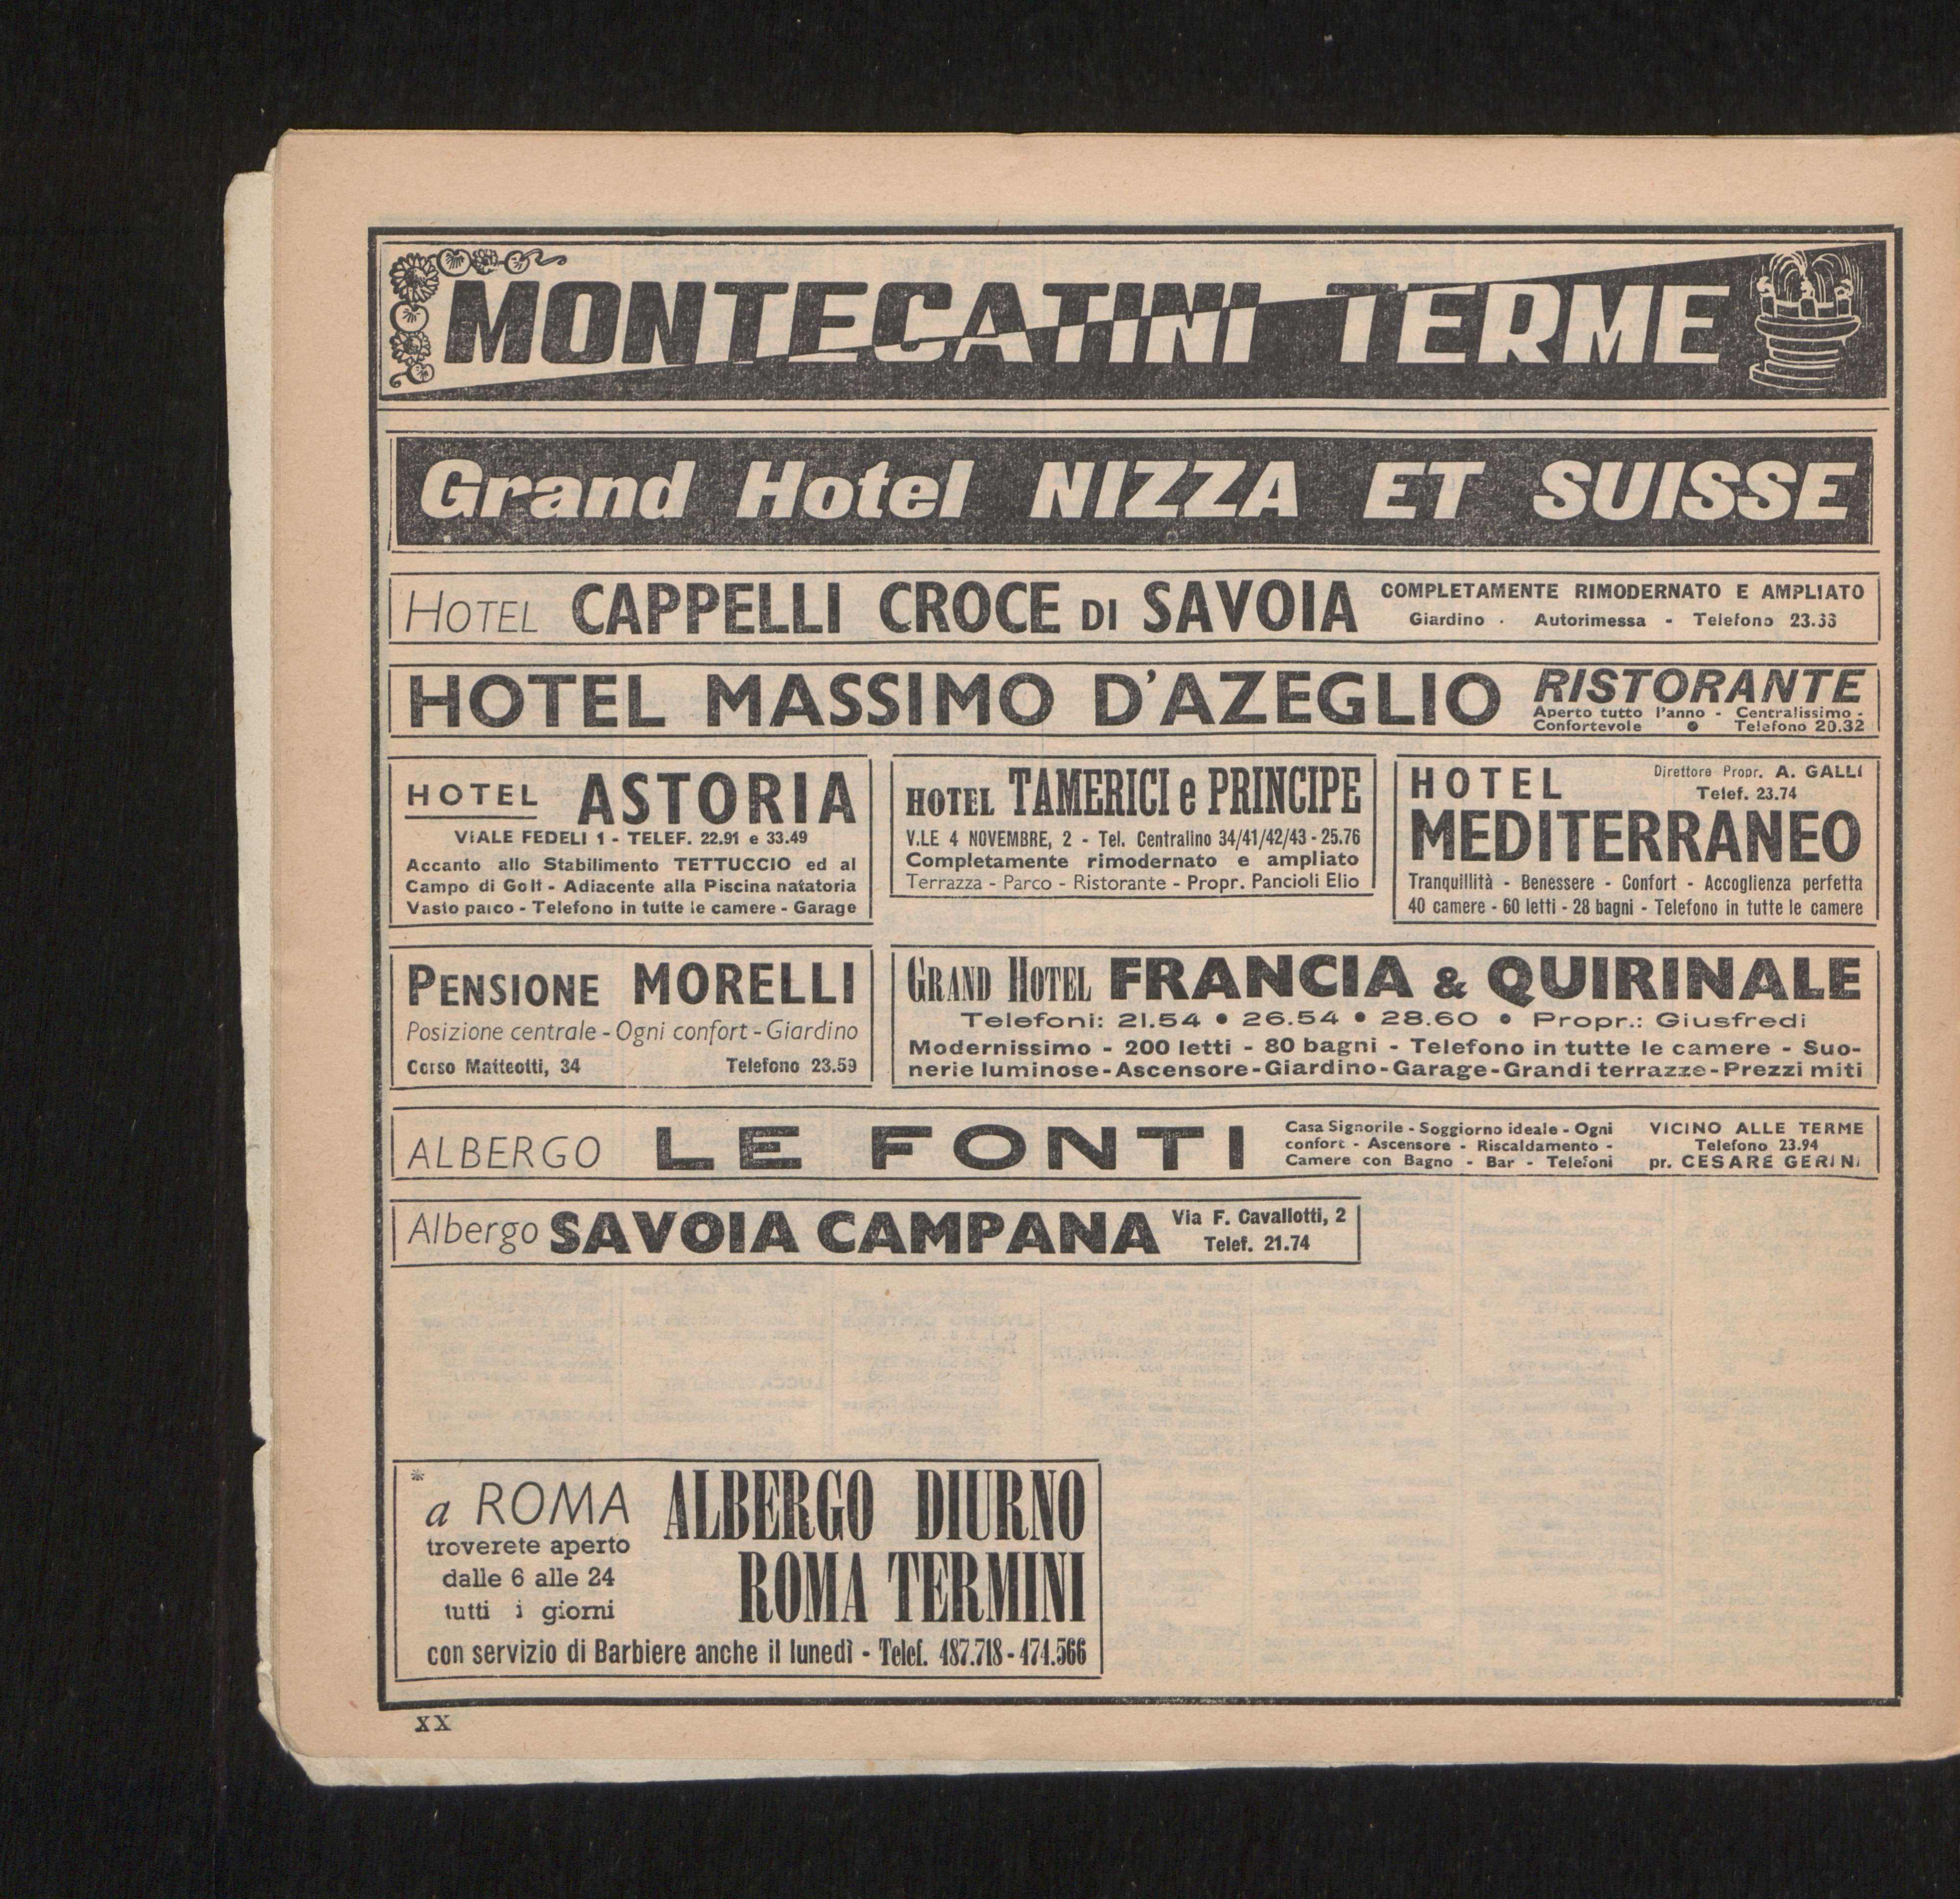 MONTECATINI TERME
Grand Hotel NIZZA ET SUISSE
HOTEL CAPPELLI CROCE DI SAVOIA
COMPLETAMENTE RIMODERNATO E AMPLIATO
Giardino - Autorimessa - Telefono
HOTEL MASSIMO D'AZEGLIO
RISTORANTE
Aperto tutto l'anno - Centralissimo -
Confortevole ● Telefono 20.32
HOTEL ASTORIA
VIALE FEDELI 1 - TELEF. 22.91 e 33.49
Accanto allo Stabilimento TETTUCCIO ed al
Campo di Golf - Adiacente alla Piscina natatoria
Vasto parco - Telefono in tutte le camere - Garage
HOTEL TAMERICI e PRINCIPE
V.LE 4 NOVEMBRE, 2 - Tel. Centralino 34/41/42/43 - 25.76
Completamente rimodernato e ampliato
Terrazza - Parco - Ristorante - Propr. Pancioli Elio
HOTEL
Direttore Propr. A. GALLI
Telef. 23.74
MEDITERRANEO
Tranquillità - Benessere - Confort - Accoglienza perfetta
40 camere - 60 letti - 28 bagni - Telefono in tutte le camere
PENSIONE MORELLI
Posizione centrale - Ogni confort - Giardino
Corso Matteotti, 34 Telefono 23.59
GRAND HOTEL FRANCIA & QUIRINALE
Telefoni: 21.54 • 26.54 • 28.60 • Propr.: Giusfredi
Modernissimo - 200 letti - 80 bagni - Telefono in tutte le camere - Suo-
nerie luminose - Ascensore - Giardino - Garage - Grandi terrazze - Prezzi miti
ALBERGO LE FONTI
Casa Signorile - Soggiorno ideale - Ogni
confort - Ascensore - Riscaldamento -
Camere con Bagno - Bar - Telefoni
VICINO ALLE TERME
Telefono 23.94
pr. CESARE GERINI
Albergo SAVOIA CAMPANA
Via F. Cavallotti, 2
Telef. 21.74
*
a ROMA
troverete aperto
dalle 6 alle 24
tutti i giorni
ALBERGO DIURNO
ROMA TERMINI
con servizio di Barbiere anche il lunedì - Telef. 487.718 - 474.566
XX